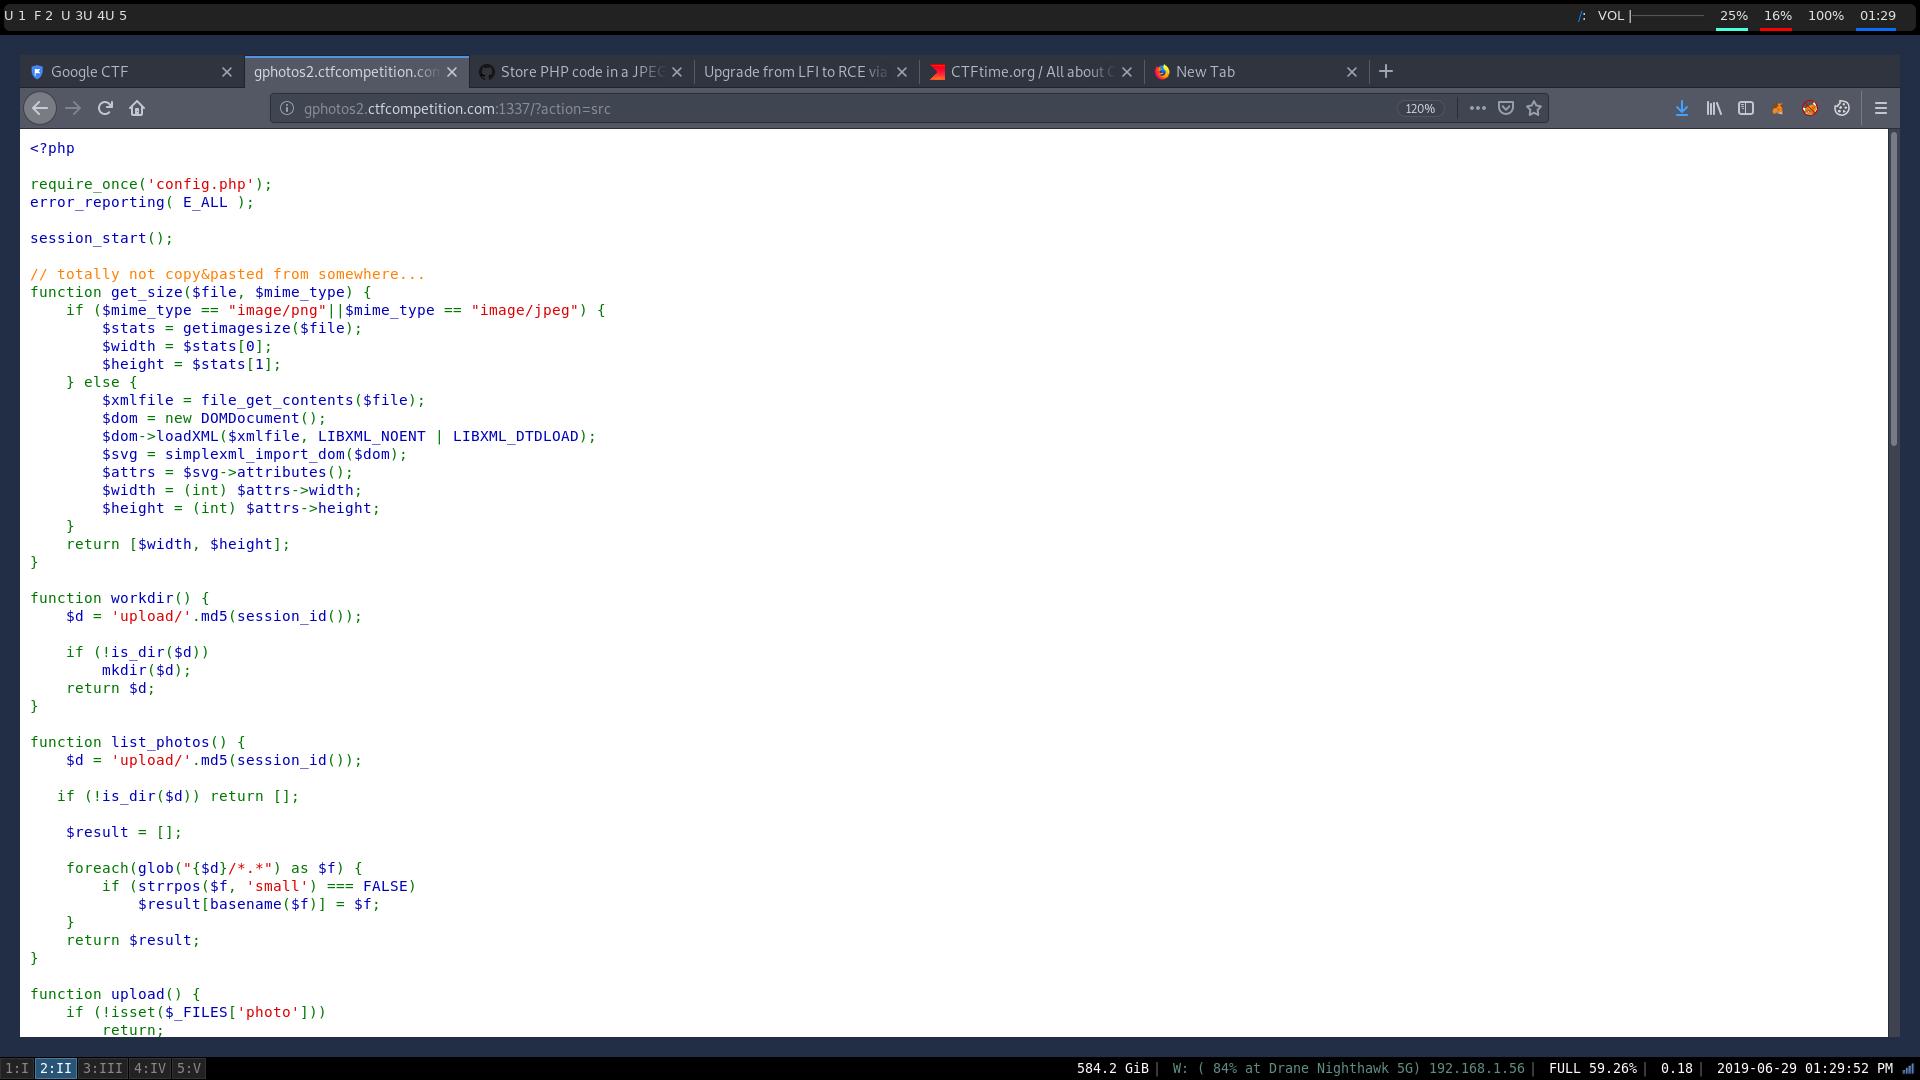 U 1 F 2 U 3U 4U 5
/: VOL | 25% 16% 100% 01:29
Google CTF
gphotos2.ctfcompetition.con
Store PHP code in a JPEG
Upgrade from LFI to RCE via
CTFtime.org / All about C
New Tab
gphotos2.ctfcompetition.com:1337/?action=src
120%
<?php
require_once('config.php');
error_reporting( E_ALL );
session_start();
// totally not copy&pasted from somewhere...
function get_size($file, $mime_type) {
    if ($mime_type == "image/png"||$mime_type == "image/jpeg") {
        $stats = getimagesize($file);
        $width = $stats[0];
        $height = $stats[1];
    } else {
        $xmlfile = file_get_contents($file);
        $dom = new DOMDocument();
        $dom->loadXML($xmlfile, LIBXML_NOENT | LIBXML_DTDLOAD);
        $svg = simplexml_import_dom($dom);
        $attrs = $svg->attributes();
        $width = (int) $attrs->width;
        $height = (int) $attrs->height;
    }
    return [$width, $height];
}
function workdir() {
    $d = 'upload/'.md5(session_id());
    if (!is_dir($d))
        mkdir($d);
    return $d;
}
function list_photos() {
    $d = 'upload/'.md5(session_id());
   if (!is_dir($d)) return [];
    $result = [];
    foreach(glob("{$d}/*.*") as $f) {
        if (strrpos($f, 'small') === FALSE)
            $result[basename($f)] = $f;
    }
    return $result;
}
function upload() {
    if (!isset($_FILES['photo']))
        return;
1:I 2:II 3:III 4:IV 5:V
584.2 GiB| W: ( 84% at Drane Nighthawk 5G) 192.168.1.56| FULL 59.26%| 0.18| 2019-06-29 01:29:52 PM